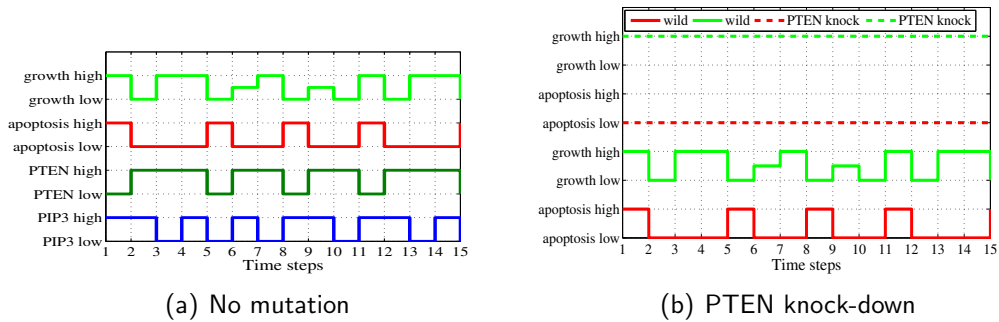 growth high
growth low
apoptosis high
apoptosis low
PTEN high
PTEN low
PIP3 high
PIP3 low
1 2 3 4 5 6 7 8 9 10 11 12 13 14 15
Time steps
(a) No mutation
wild wild PTEN knock PTEN knock
growth high
growth low
apoptosis high
apoptosis low
growth high
growth low
apoptosis high
apoptosis low
1 2 3 4 5 6 7 8 9 10 11 12 13 14 15
Time steps
(b) PTEN knock-down